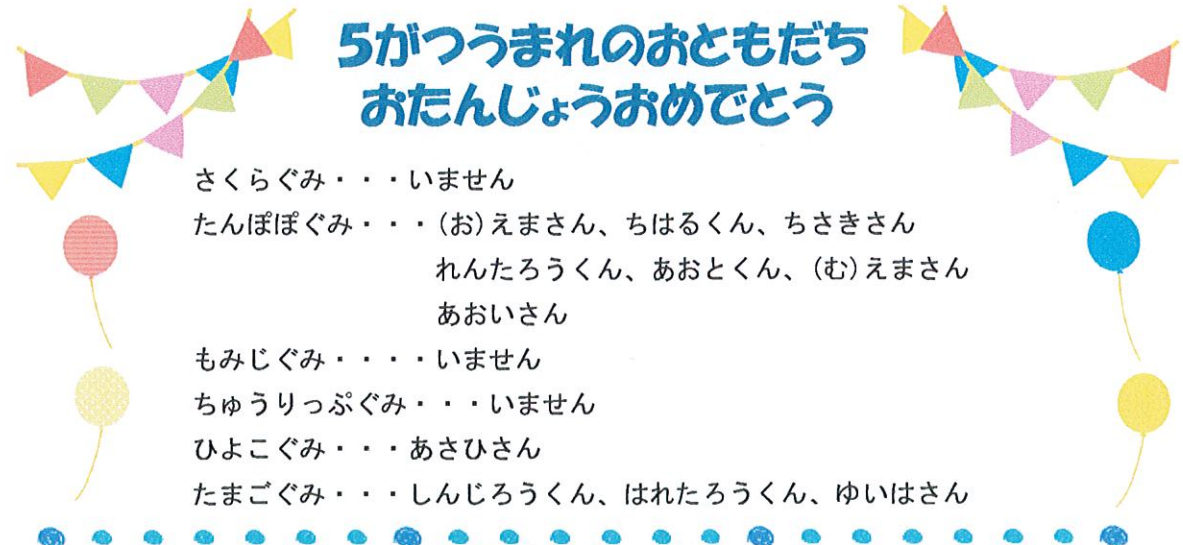 5がつうまれのおともだち
おたんじょうおめでとう
さくらぐみ・・・いません
たんぽぽぐみ・・・(お)えまさん、ちはるくん、ちさきさん
れんたろうくん、あおとくん、(む)えまさん
あおいさん
もみじぐみ・・・・いません
ちゅうりっぷぐみ・・・いません
ひよこぐみ・・・あさひさん
たまごぐみ・・・しんじろうくん、はれたろうくん、ゆいはさん